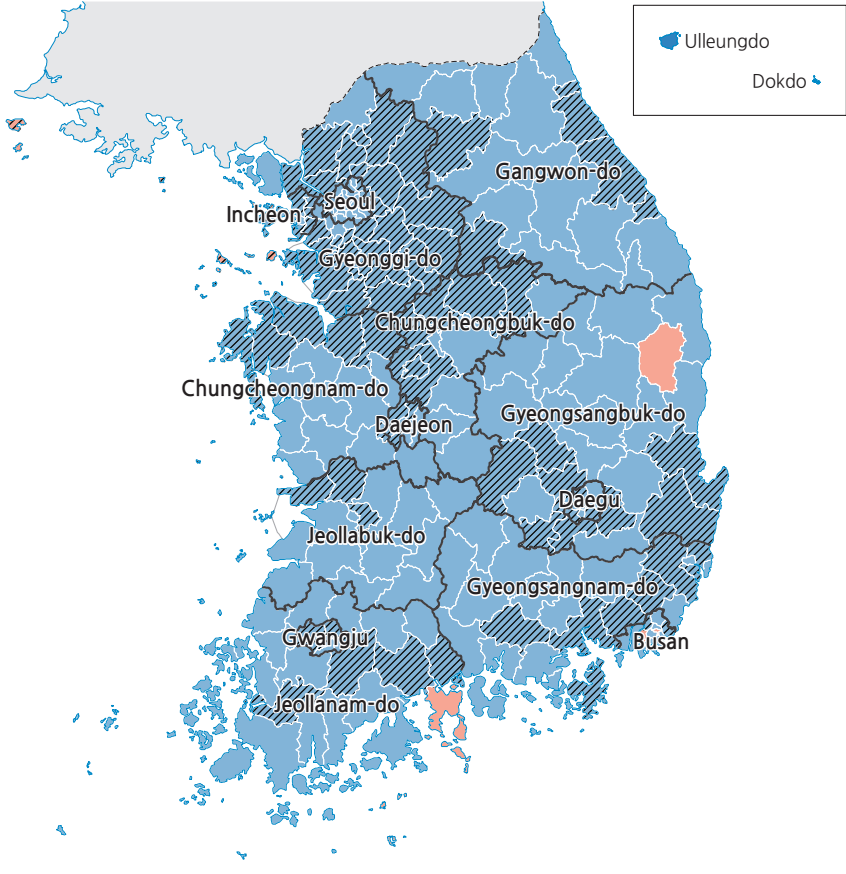 Ulleungdo
Dokdo
Gangwon-do
Seoul
Incheon
Gyeonggi-do
Chungcheongbuk-do
Chungcheongnam-do
Gyeongsangbuk-do
Daejeon
Daegu
Jeollabuk-do
Gyeongsangnam-do
Gwangju
Busan
Jeollanam-do